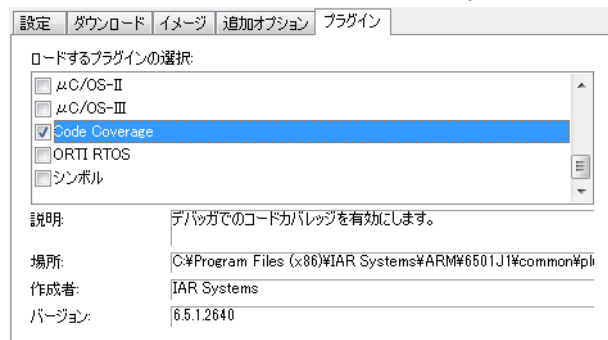 設定 ダウンロード イメージ 追加オプション プラグイン
ロードするプラグインの選択:
μC/OS-II
μC/OS-III
Code Coverage
ORTI RTOS
シンボル
説明: デバッガでのコードカバレッジを有効にします。
場所: C:¥Program Files (x86)¥IAR Systems¥ARM¥6501J1¥common¥plu
作成者: IAR Systems
バージョン: 6.5.1.2640